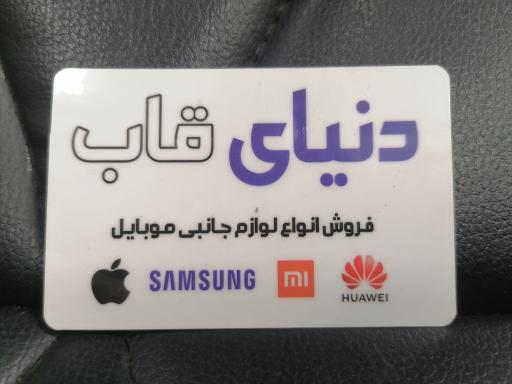 دنیای قاب
فروش انواع لوازم جانبی موبایل
SAMSUNG mi HUAWEI